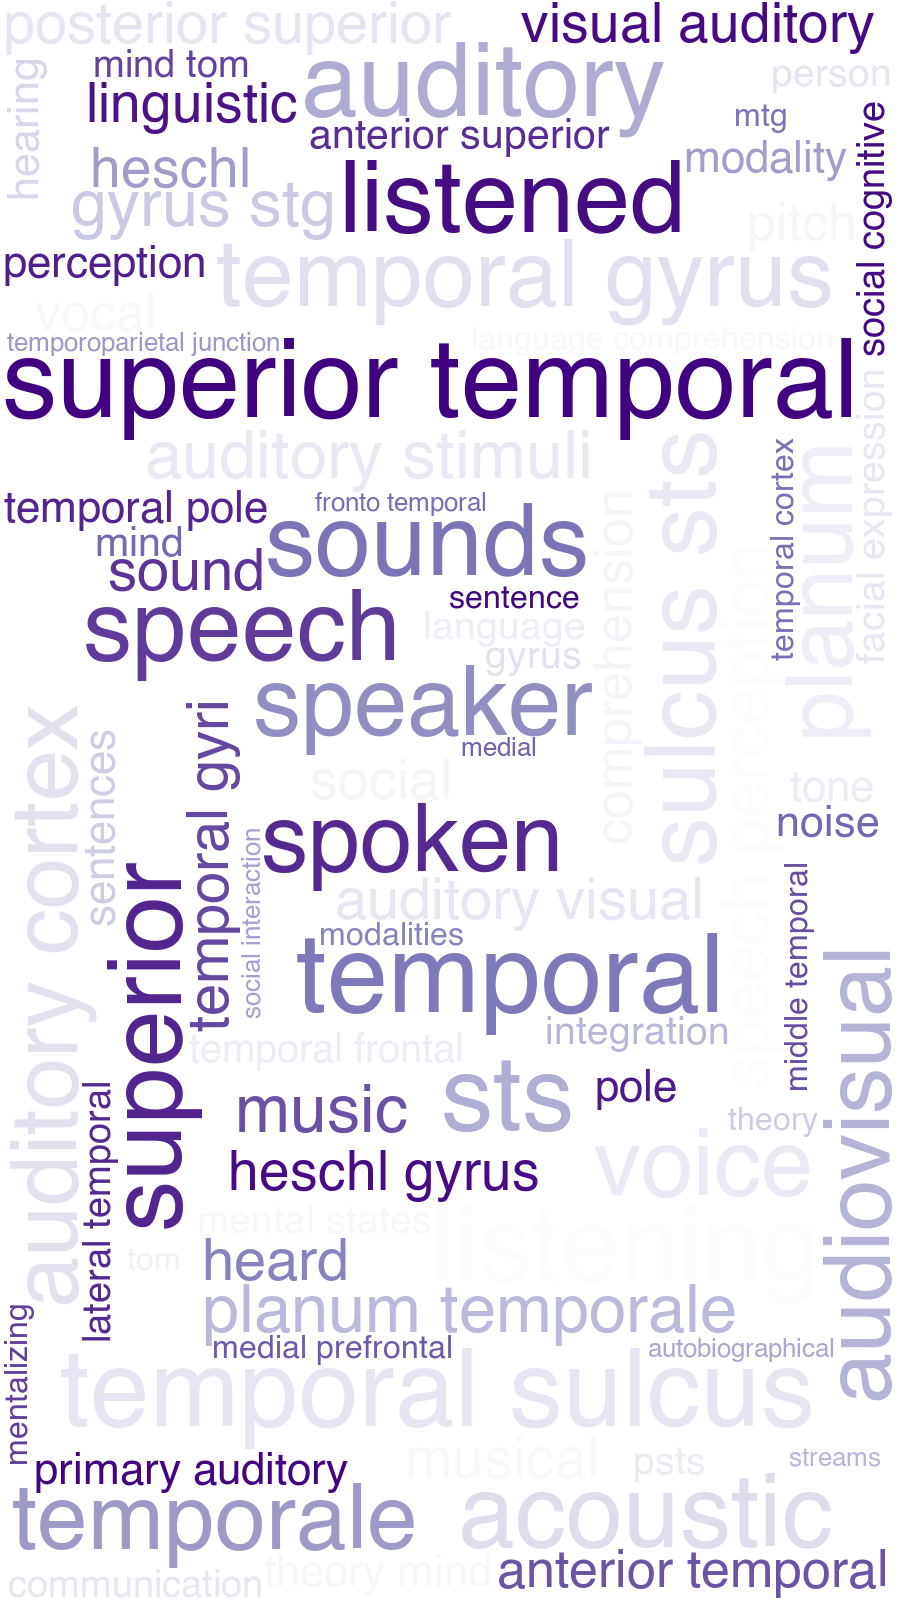 posterior superior
visual auditory
mind tom
auditory
person
hearing
linguistic
mtg
social cognitive
anterior superior
heschl
modality
listened
gyrus stg
pitch
perception
temporal gyrus
vocal
temporoparietal junction
language comprehension
superior temporal
facial expression
auditory stimuli
sulcus sts
temporal cortex
planum
temporal pole
fronto temporal
comprehension
sounds
mind
sound
speech perception
sentence
speech
language
gyrus
speaker
temporal gyri
auditory cortex
sentences
medial
social
tone
spoken
noise
social interaction
superior
middle temporal
auditory visual
modalities
temporal
audiovisual
integration
temporal frontal
sts
pole
lateral temporal
music
theory
voice
heschl gyrus
mental states
listening
tom
heard
planum temporale
mentalizing
medial prefrontal
autobiographical
temporal sulcus
musical
psts
streams
primary auditory
temporale
acoustic
theory mind
anterior temporal
communication